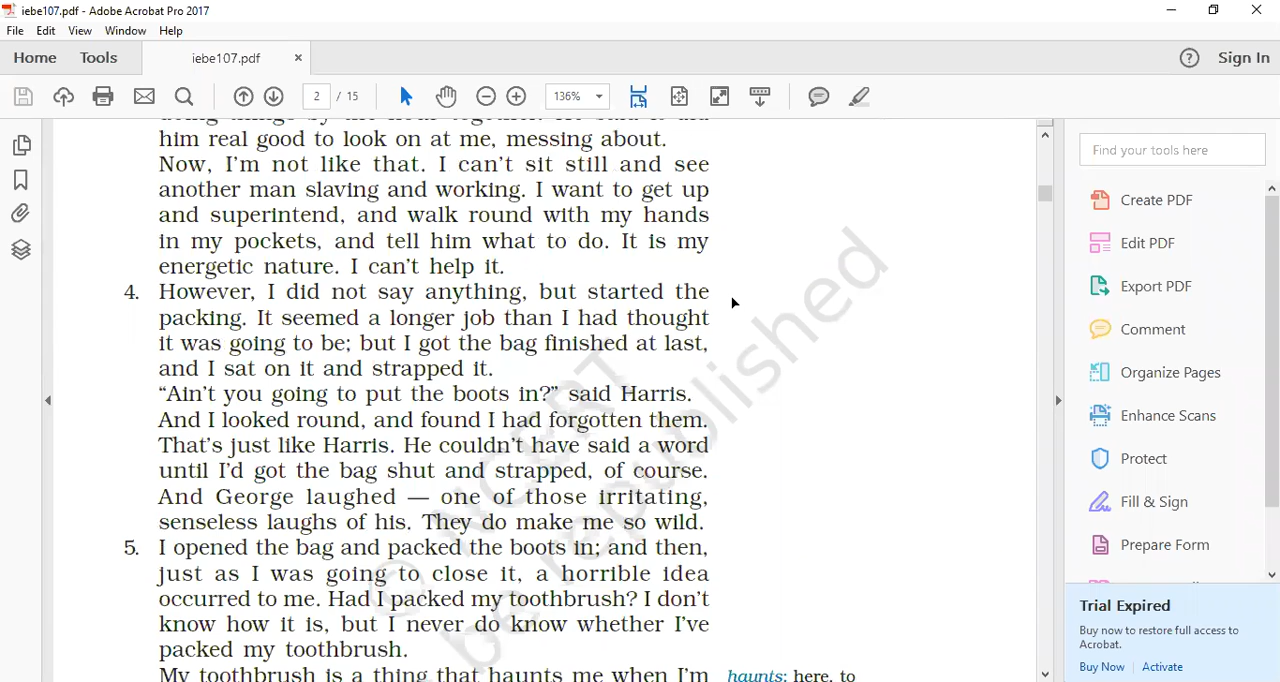 iebe107.pdf - Adobe Acrobat Pro 2017
File Edit View Window Help
Home Tools iebe107.pdf × ? Sign In
2 / 15 136%
him real good to look on at me, messing about.
Now, I'm not like that. I can't sit still and see
another man slaving and working. I want to get up
and superintend, and walk round with my hands
in my pockets, and tell him what to do. It is my
energetic nature. I can't help it.
4. However, I did not say anything, but started the
packing. It seemed a longer job than I had thought
it was going to be; but I got the bag finished at last,
and I sat on it and strapped it.
“Ain't you going to put the boots in?” said Harris.
And I looked round, and found I had forgotten them.
That's just like Harris. He couldn't have said a word
until I'd got the bag shut and strapped, of course.
And George laughed — one of those irritating,
senseless laughs of his. They do make me so wild.
5. I opened the bag and packed the boots in; and then,
just as I was going to close it, a horrible idea
occurred to me. Had I packed my toothbrush? I don't
know how it is, but I never do know whether I've
packed my toothbrush.
My toothbrush is a thing that haunts me when I'm
haunts: here, to
© NCERT
be republished
Find your tools here
Create PDF
Edit PDF
Export PDF
Comment
Organize Pages
Enhance Scans
Protect
Fill & Sign
Prepare Form
Trial Expired
Buy now to restore full access to
Acrobat.
Buy Now Activate